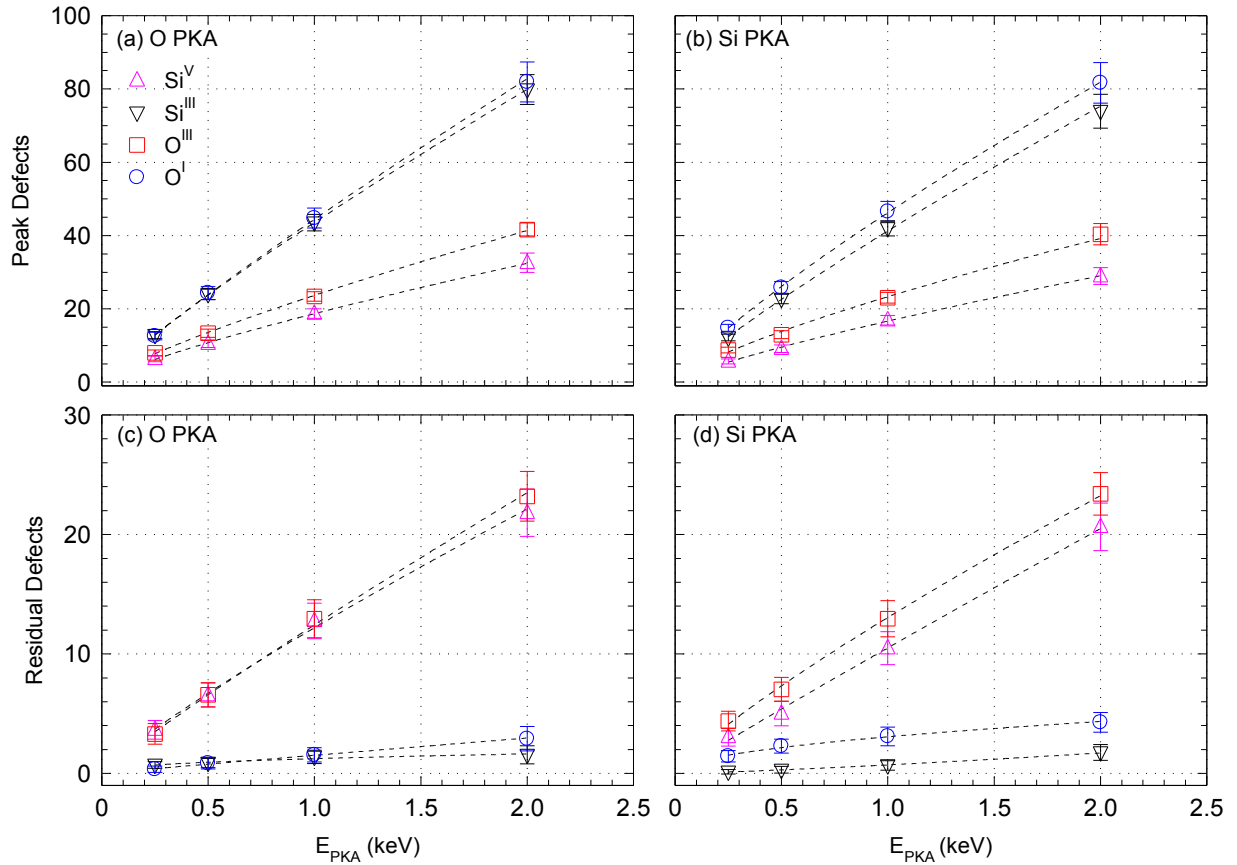 (a) O PKA
Si^V
Si^III
O^III
O^I
100
80
60
40
20
0
Peak Defects
(b) Si PKA
(c) O PKA
30
20
10
0
Residual Defects
0
0.5
1.0
1.5
2.0
2.5
E_PKA (keV)
(d) Si PKA
0
0.5
1.0
1.5
2.0
2.5
E_PKA (keV)